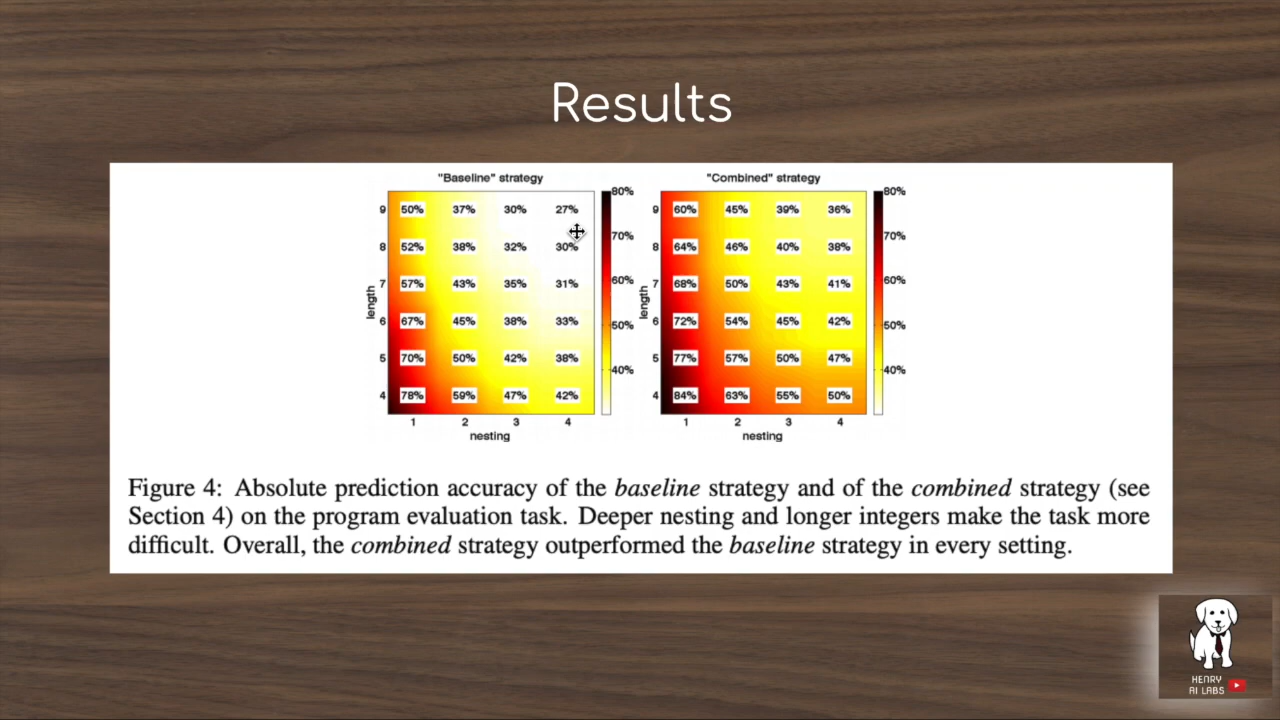 Results
"Baseline" strategy
9 50% 37% 30% 27%
8 52% 38% 32% 30%
7 57% 43% 35% 31%
6 67% 45% 38% 33%
5 70% 50% 42% 38%
4 78% 59% 47% 42%
1 2 3 4
nesting
length
80%
70%
60%
50%
40%
"Combined" strategy
9 60% 45% 39% 36%
8 64% 46% 40% 38%
7 68% 50% 43% 41%
6 72% 54% 45% 42%
5 77% 57% 50% 47%
4 84% 63% 55% 50%
1 2 3 4
nesting
length
80%
70%
60%
50%
40%
Figure 4: Absolute prediction accuracy of the baseline strategy and of the combined strategy (see
Section 4) on the program evaluation task. Deeper nesting and longer integers make the task more
difficult. Overall, the combined strategy outperformed the baseline strategy in every setting.
HENRY
AI LABS